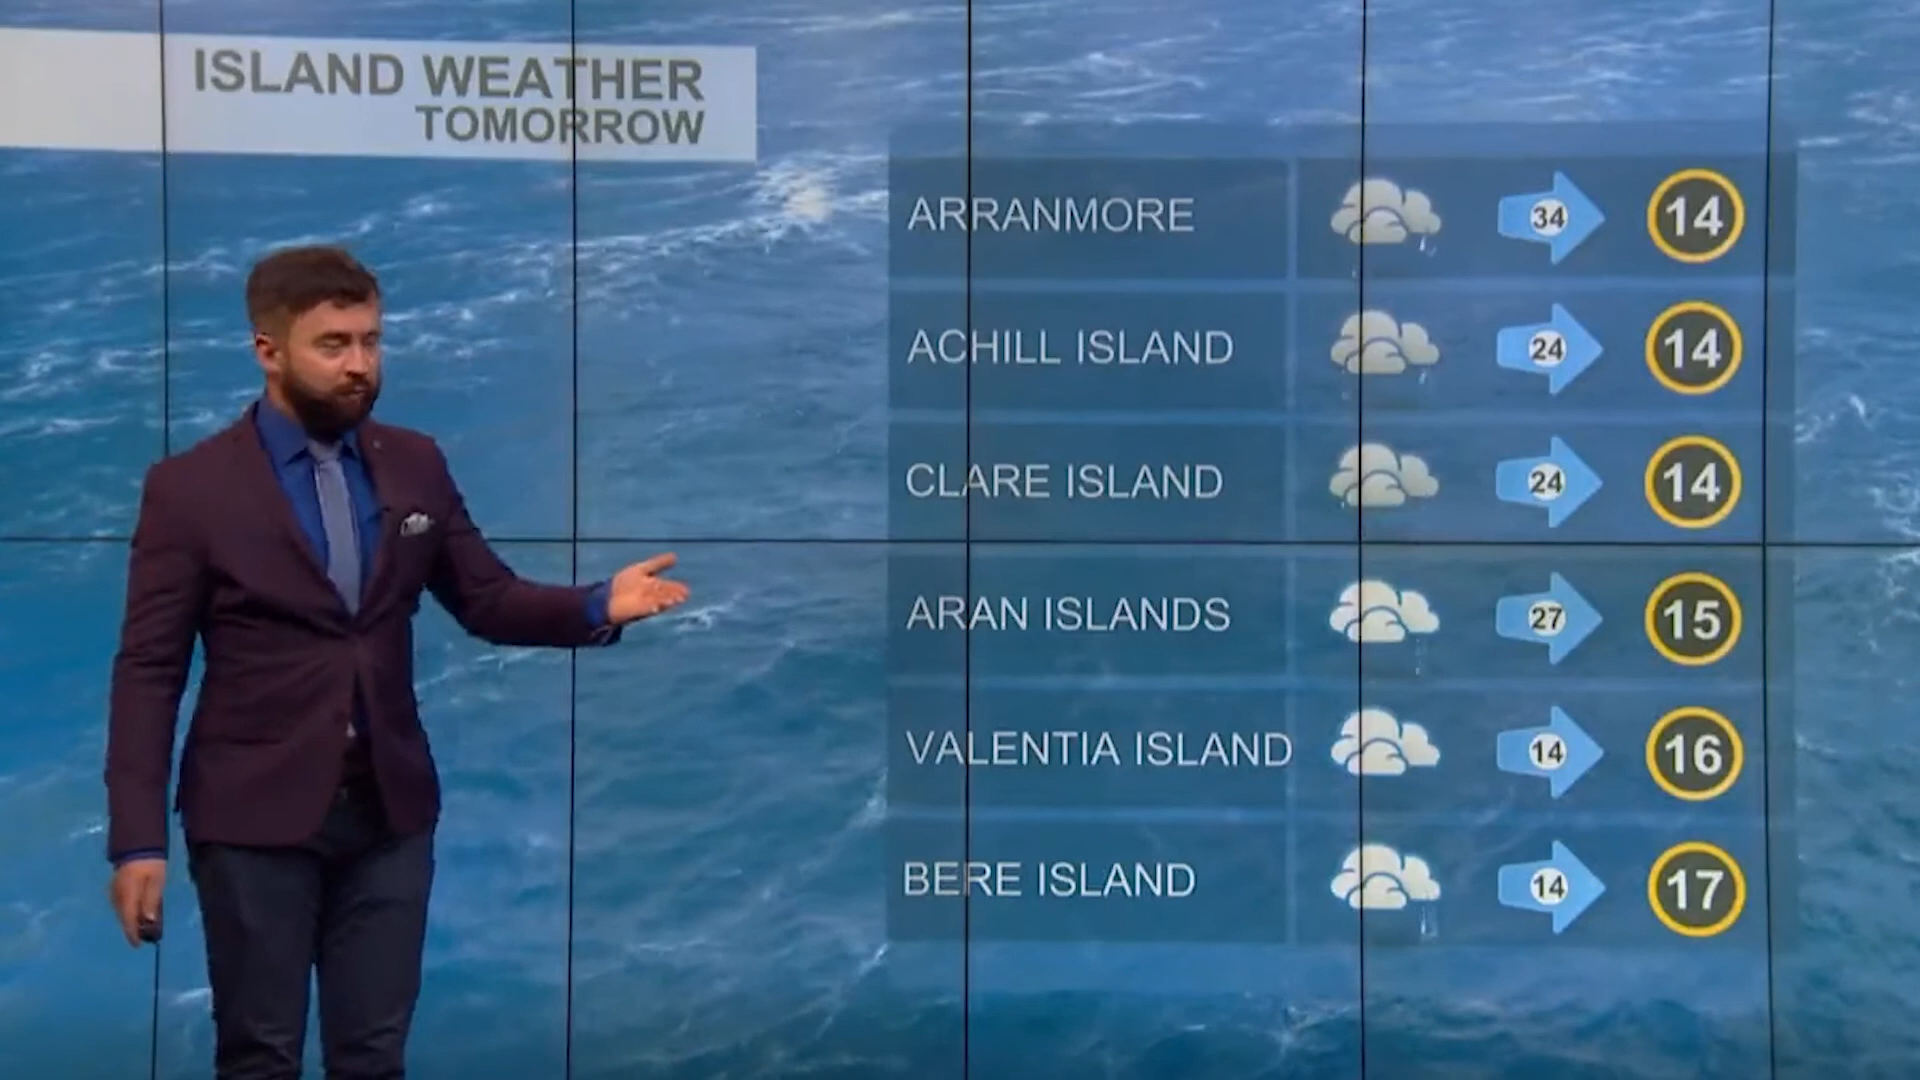 ISLAND WEATHER
TOMORROW
ARRANMORE 34 14
ACHILL ISLAND 24 14
CLARE ISLAND 24 14
ARAN ISLANDS 27 15
VALENTIA ISLAND 14 16
BERE ISLAND 14 17